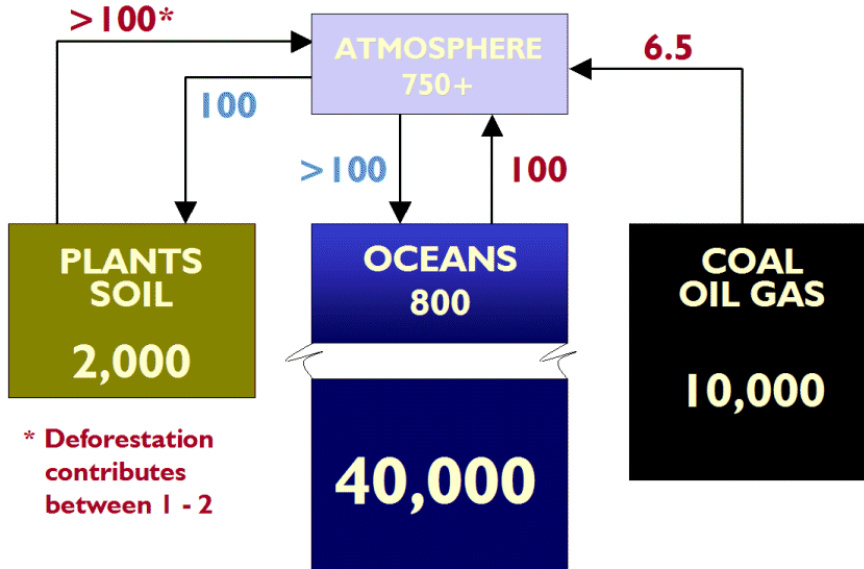 >100*
ATMOSPHERE
750+
6.5
100
>100
100
PLANTS
SOIL
2,000
OCEANS
800
COAL
OIL GAS
10,000
40,000
* Deforestation
contributes
between 1 - 2